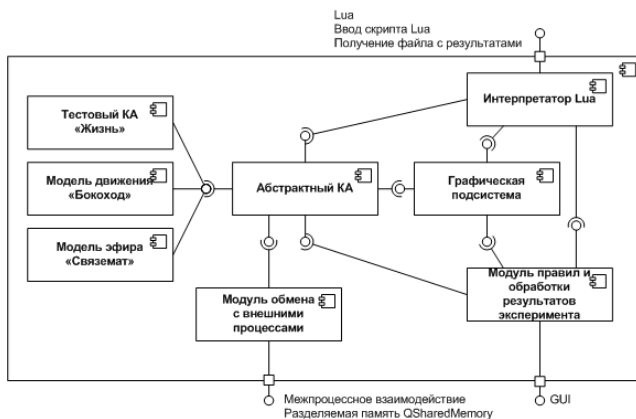 Lua
Ввод скрипта Lua
Получение файла с результатами
Интерпретатор Lua
Тестовый КА
«Жизнь»
Модель движения
«Бокоход»
Модель эфира
«Связемат»
Абстрактный КА
Графическая
подсистема
Модуль обмена
с внешними
процессами
Модуль правил и
обработки
результатов
эксперимента
Межпроцессное взаимодействие
Разделяемая память QSharedMemory
GUI